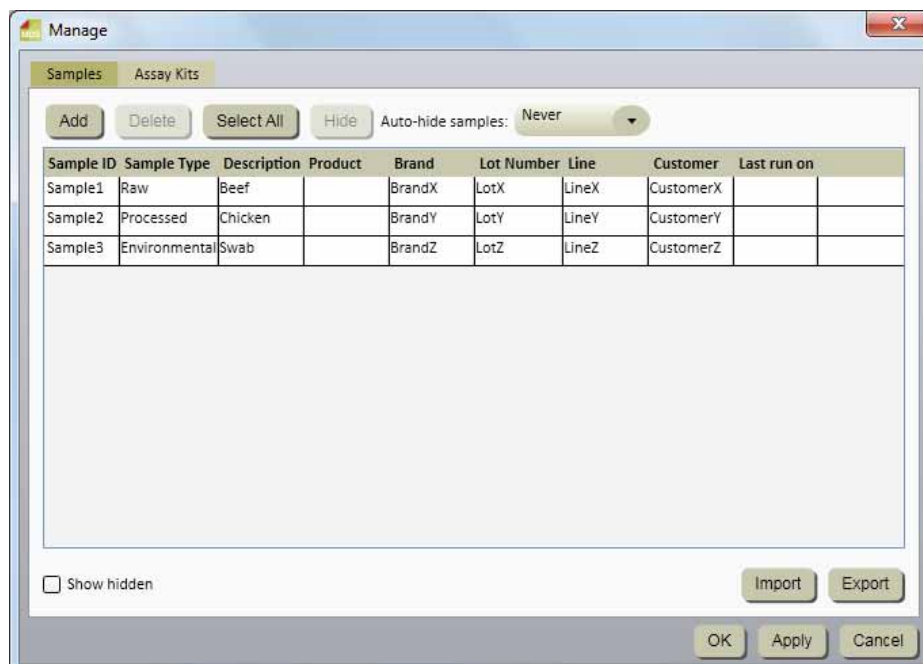 Manage
Samples Assay Kits
Add Delete Select All Hide Auto-hide samples: Never
Sample ID Sample Type Description Product Brand Lot Number Line Customer Last run on
Sample1 Raw Beef BrandX LotX LineX CustomerX
Sample2 Processed Chicken BrandY LotY LineY CustomerY
Sample3 Environmental Swab BrandZ LotZ LineZ CustomerZ
Show hidden Import Export
OK Apply Cancel